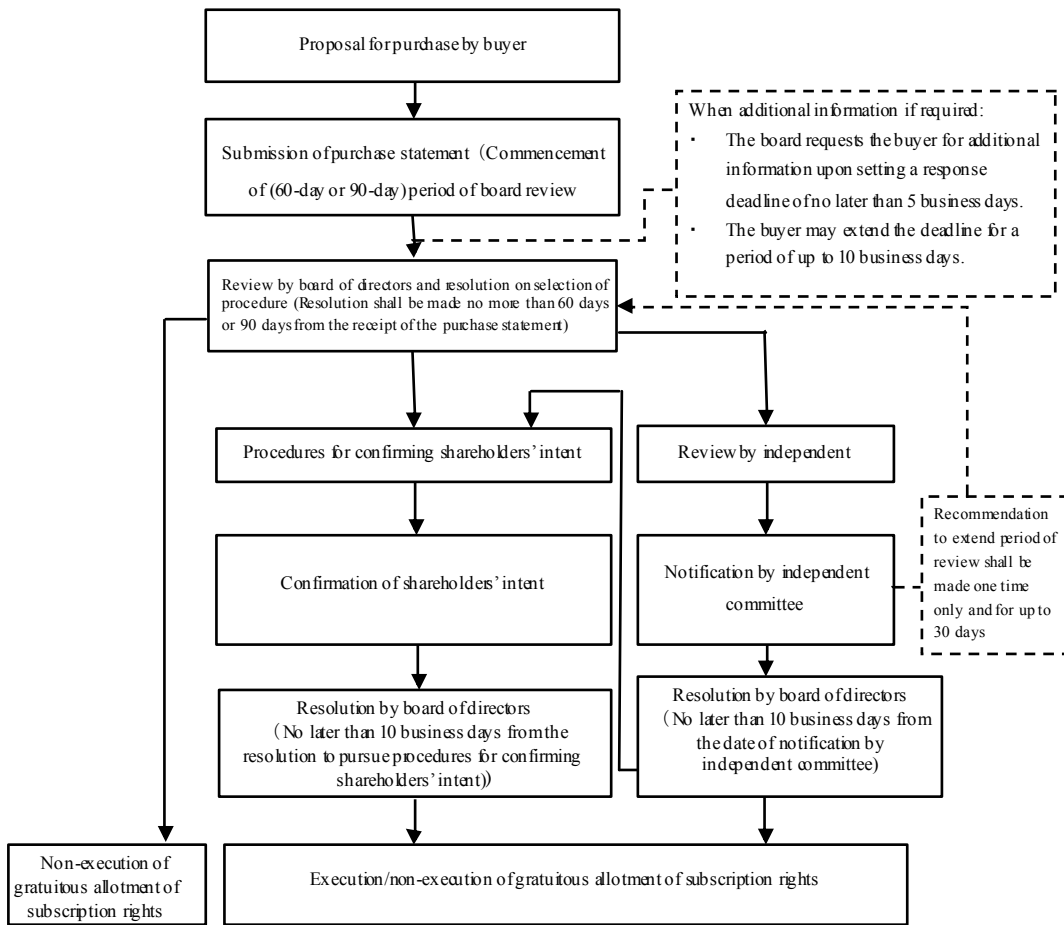 Proposal for purchase by buyer
When additional information if required:
・ The board requests the buyer for additional
information upon setting a response
deadline of no later than 5 business days.
・ The buyer may extend the deadline for a
period of up to 10 business days.
Submission of purchase statement（Commencement
of (60-day or 90-day) period of board review
Review by board of directors and resolution on selection of
procedure (Resolution shall be made no more than 60 days
or 90 days from the receipt of the purchase statement)
Procedures for confirming shareholders’ intent
Review by independent
Confirmation of shareholders’ intent
Notification by independent
committee
Recommendation
to extend period of
review shall be
made one time
only and for up to
30 days
Resolution by board of directors
（No later than 10 business days from the
resolution to pursue procedures for confirming
shareholders’ intent)）
Resolution by board of directors
（No later than 10 business days from
the date of notification by
independent committee)
Non-execution of
gratuitous allotment of
subscription rights
Execution/non-execution of gratuitous allotment of subscription rights